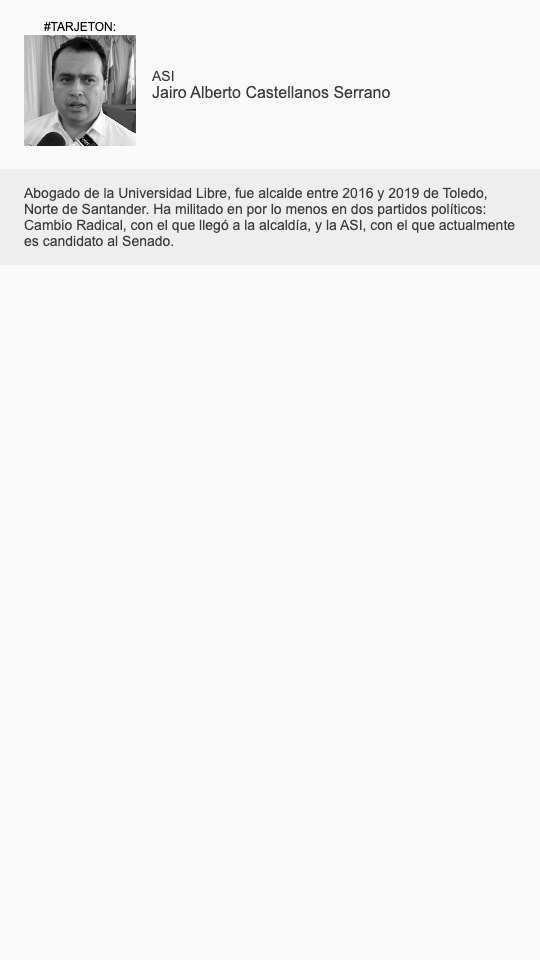 #TARJETON:
ASI
Jairo Alberto Castellanos Serrano
Abogado de la Universidad Libre, fue alcalde entre 2016 y 2019 de Toledo,
Norte de Santander. Ha militado en por lo menos en dos partidos políticos:
Cambio Radical, con el que llegó a la alcaldía, y la ASI, con el que actualmente
es candidato al Senado.